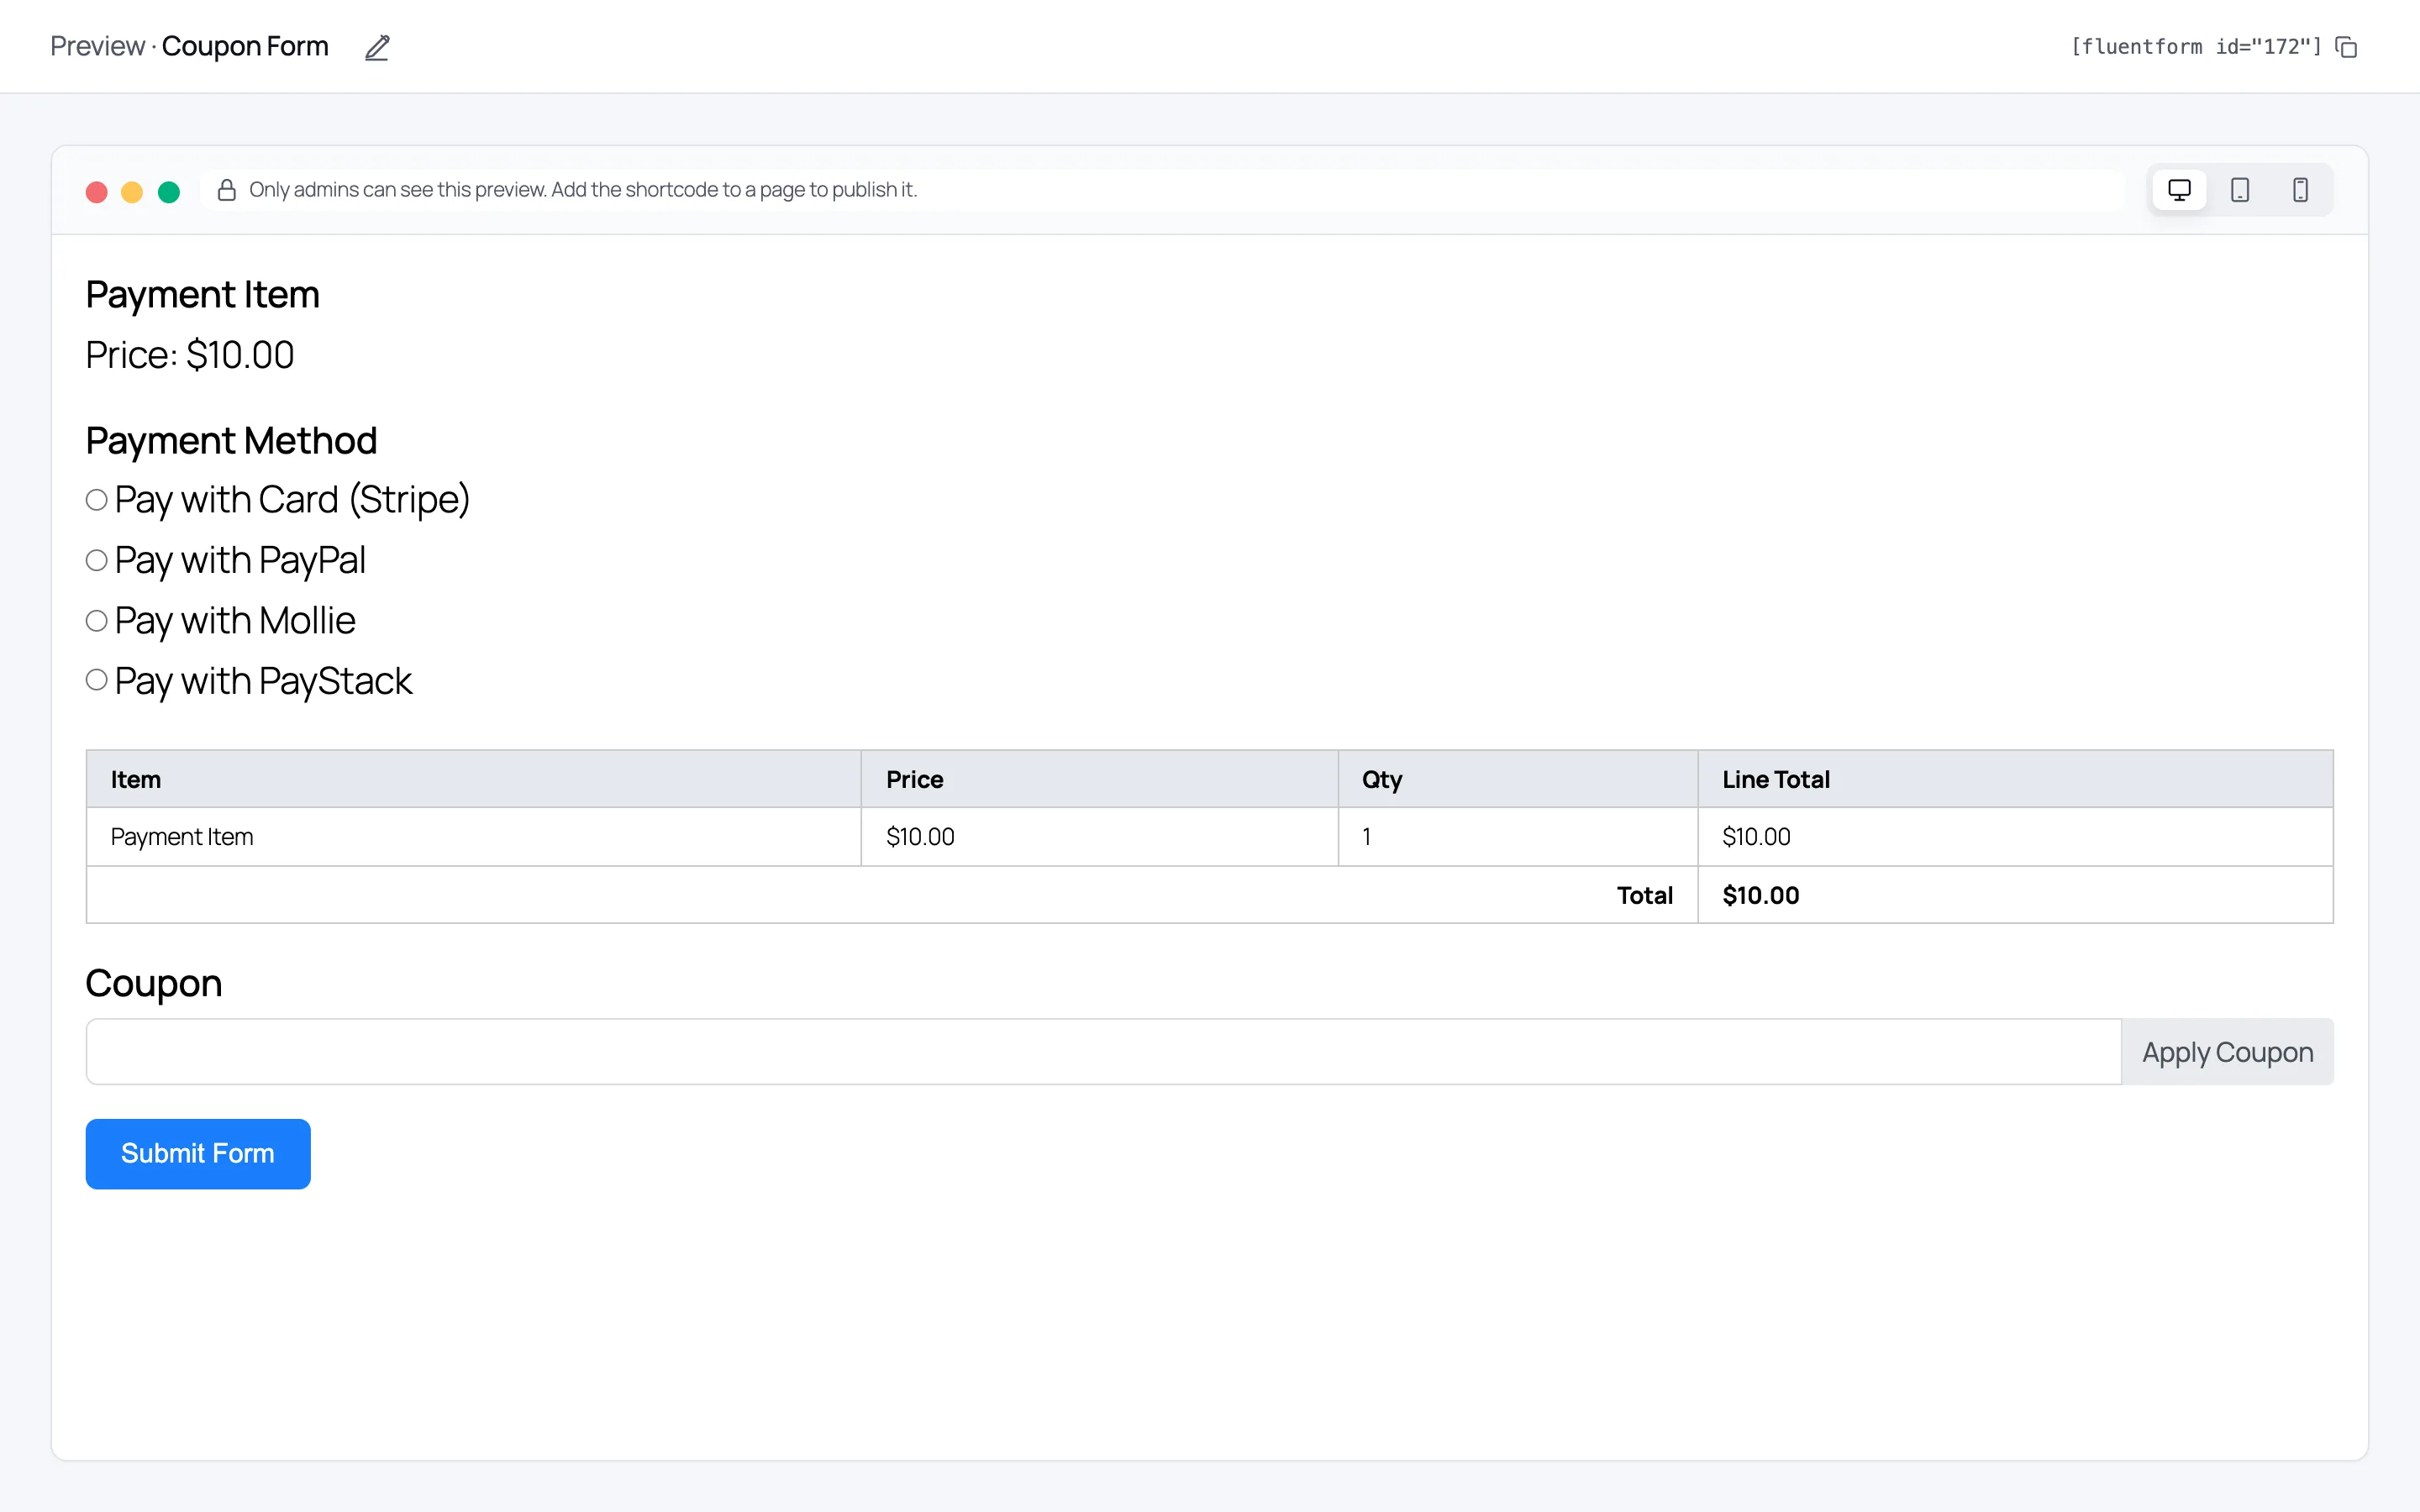 Preview · Coupon Form
[fluentform id="172"]
Only admins can see this preview. Add the shortcode to a page to publish it.
Payment Item
Price: $10.00
Payment Method
Pay with Card (Stripe)
Pay with PayPal
Pay with Mollie
Pay with PayStack
Item Price Qty Line Total
Payment Item $10.00 1 $10.00
Total $10.00
Coupon
Apply Coupon
Submit Form